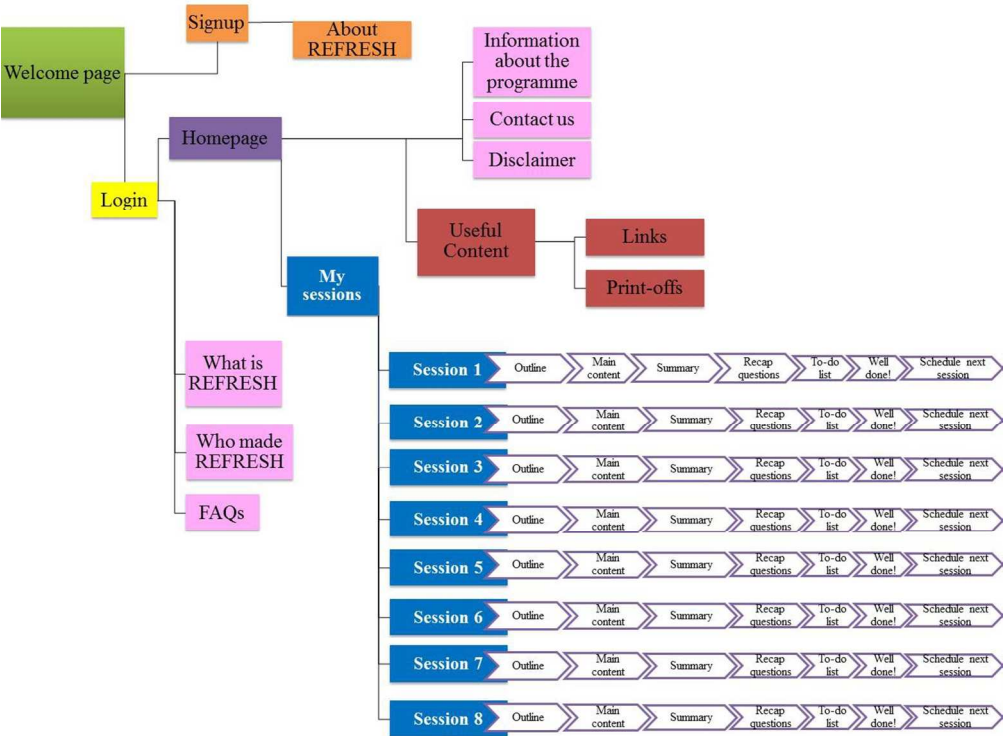 Welcome page
Signup
About
REFRESH
Login
Homepage
Information
about the
programme
Contact us
Disclaimer
Useful
Content
Links
Print-offs
My
sessions
What is
REFRESH
Who made
REFRESH
FAQs
Session 1
Outline
Main
content
Summary
Recap
questions
To-do
list
Well
done!
Schedule next
session
Session 2
Outline
Main
content
Summary
Recap
questions
To-do
list
Well
done!
Schedule next
session
Session 3
Outline
Main
content
Summary
Recap
questions
To-do
list
Well
done!
Schedule next
session
Session 4
Outline
Main
content
Summary
Recap
questions
To-do
list
Well
done!
Schedule next
session
Session 5
Outline
Main
content
Summary
Recap
questions
To-do
list
Well
done!
Schedule next
session
Session 6
Outline
Main
content
Summary
Recap
questions
To-do
list
Well
done!
Schedule next
session
Session 7
Outline
Main
content
Summary
Recap
questions
To-do
list
Well
done!
Schedule next
session
Session 8
Outline
Main
content
Summary
Recap
questions
To-do
list
Well
done!
Schedule next
session